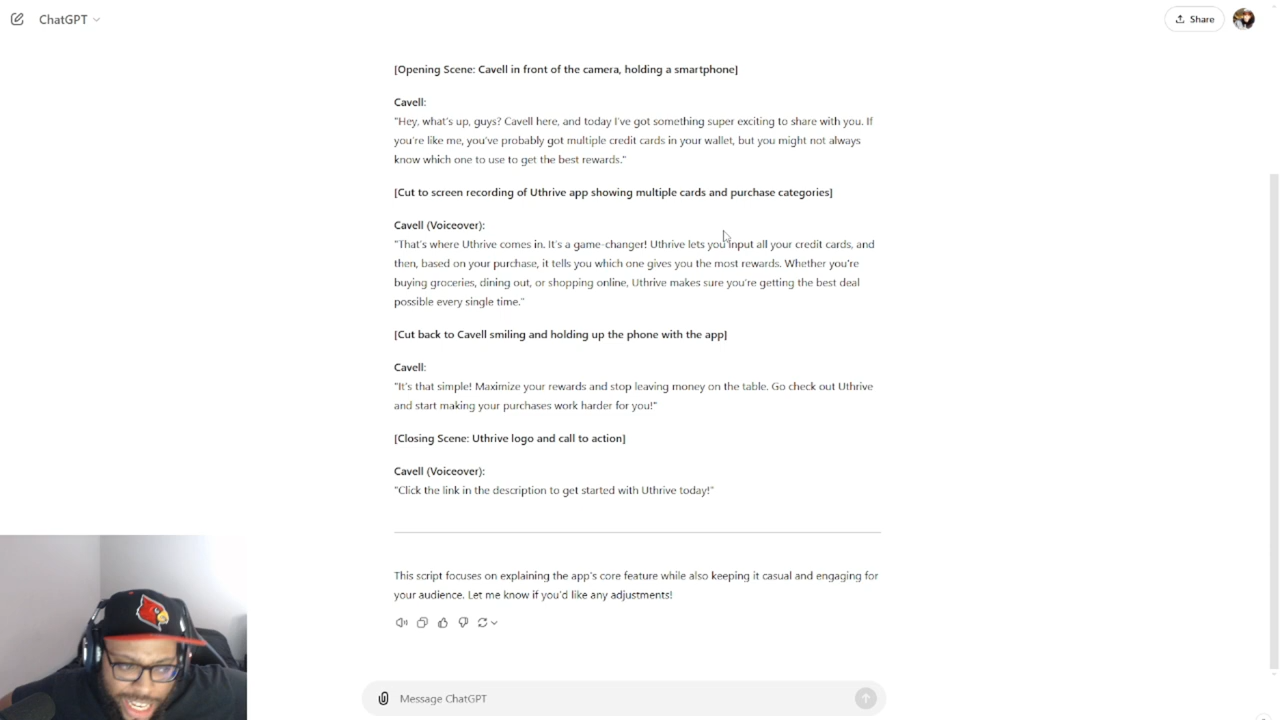 ChatGPT
Share
[Opening Scene: Cavell in front of the camera, holding a smartphone]
Cavell:
"Hey, what's up, guys? Cavell here, and today I've got something super exciting to share with you. If
you're like me, you've probably got multiple credit cards in your wallet, but you might not always
know which one to use to get the best rewards."
[Cut to screen recording of Uthrive app showing multiple cards and purchase categories]
Cavell (Voiceover):
"That's where Uthrive comes in. It's a game-changer! Uthrive lets you input all your credit cards, and
then, based on your purchase, it tells you which one gives you the most rewards. Whether you're
buying groceries, dining out, or shopping online, Uthrive makes sure you're getting the best deal
possible every single time."
[Cut back to Cavell smiling and holding up the phone with the app]
Cavell:
"It's that simple! Maximize your rewards and stop leaving money on the table. Go check out Uthrive
and start making your purchases work harder for you!"
[Closing Scene: Uthrive logo and call to action]
Cavell (Voiceover):
"Click the link in the description to get started with Uthrive today!"
This script focuses on explaining the app's core feature while also keeping it casual and engaging for
your audience. Let me know if you'd like any adjustments!
Message ChatGPT